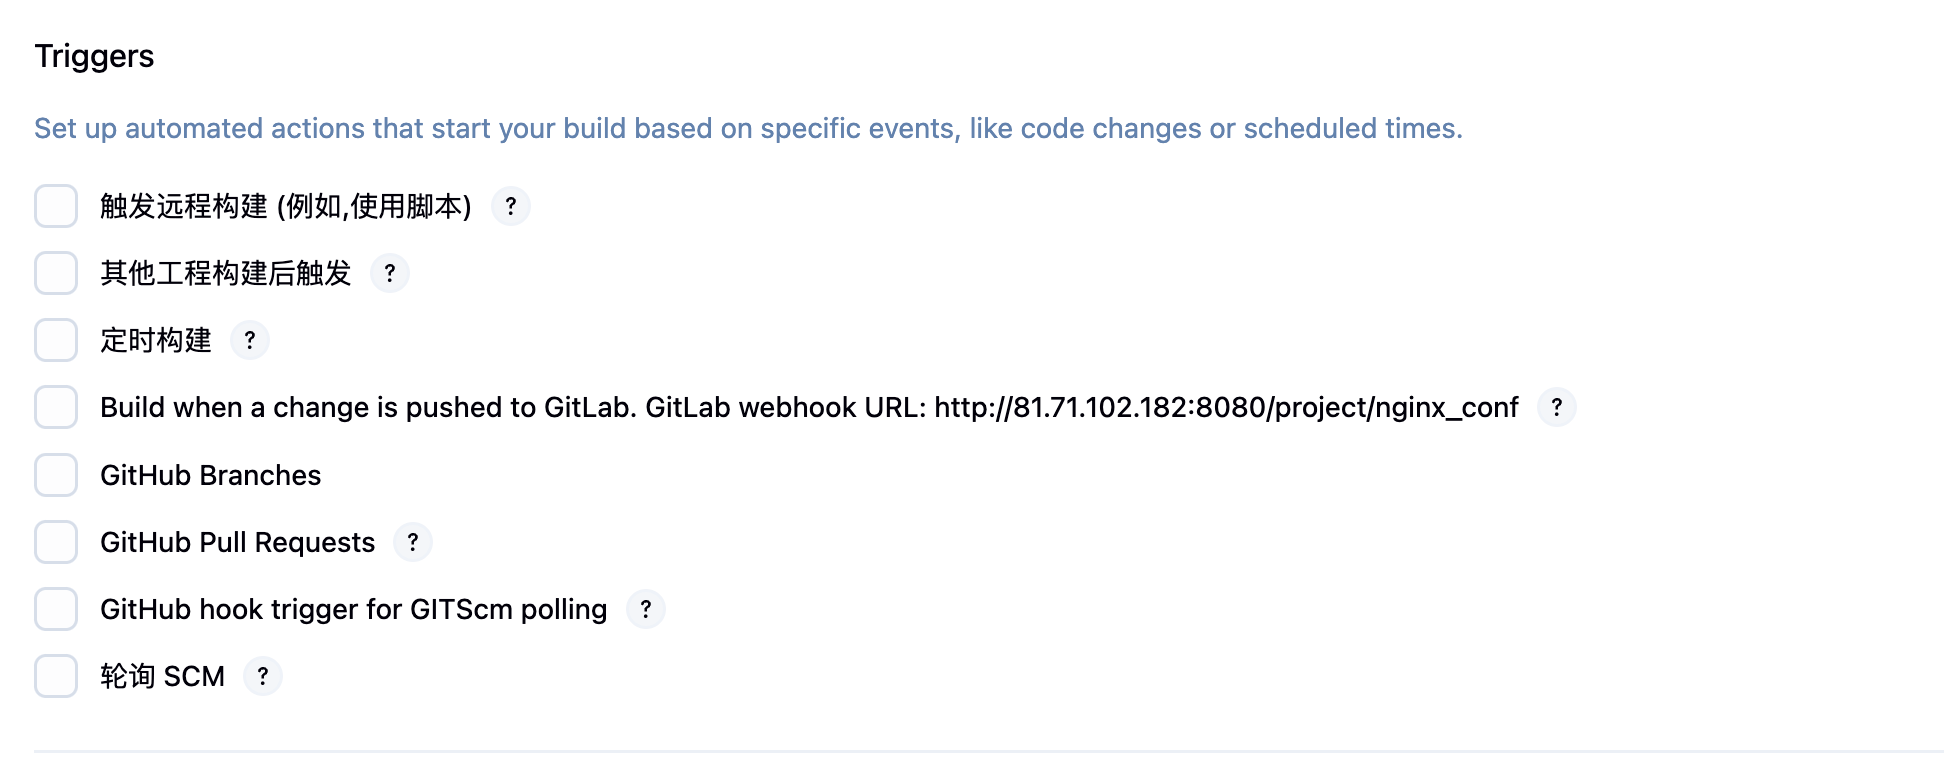 Triggers
Set up automated actions that start your build based on specific events, like code changes or scheduled times.
触发远程构建 (例如,使用脚本) ?
其他工程构建后触发 ?
定时构建 ?
Build when a change is pushed to GitLab. GitLab webhook URL: http://81.71.102.182:8080/project/nginx_conf ?
GitHub Branches
GitHub Pull Requests ?
GitHub hook trigger for GITScm polling ?
轮询 SCM ?